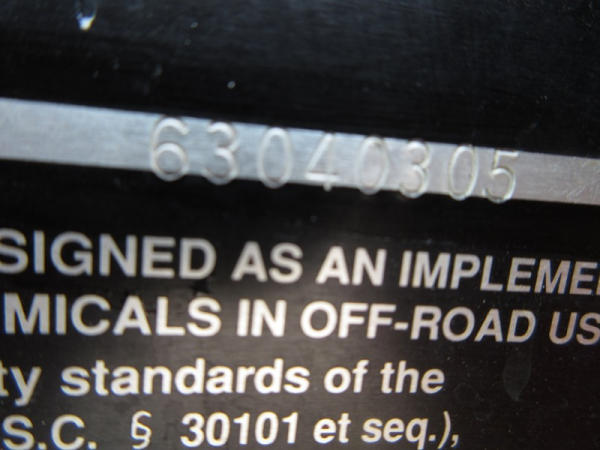 63040305
SIGNED AS AN IMPLEME
MICALS IN OFF-ROAD US
ty standards of the
S.C. § 30101 et seq.),